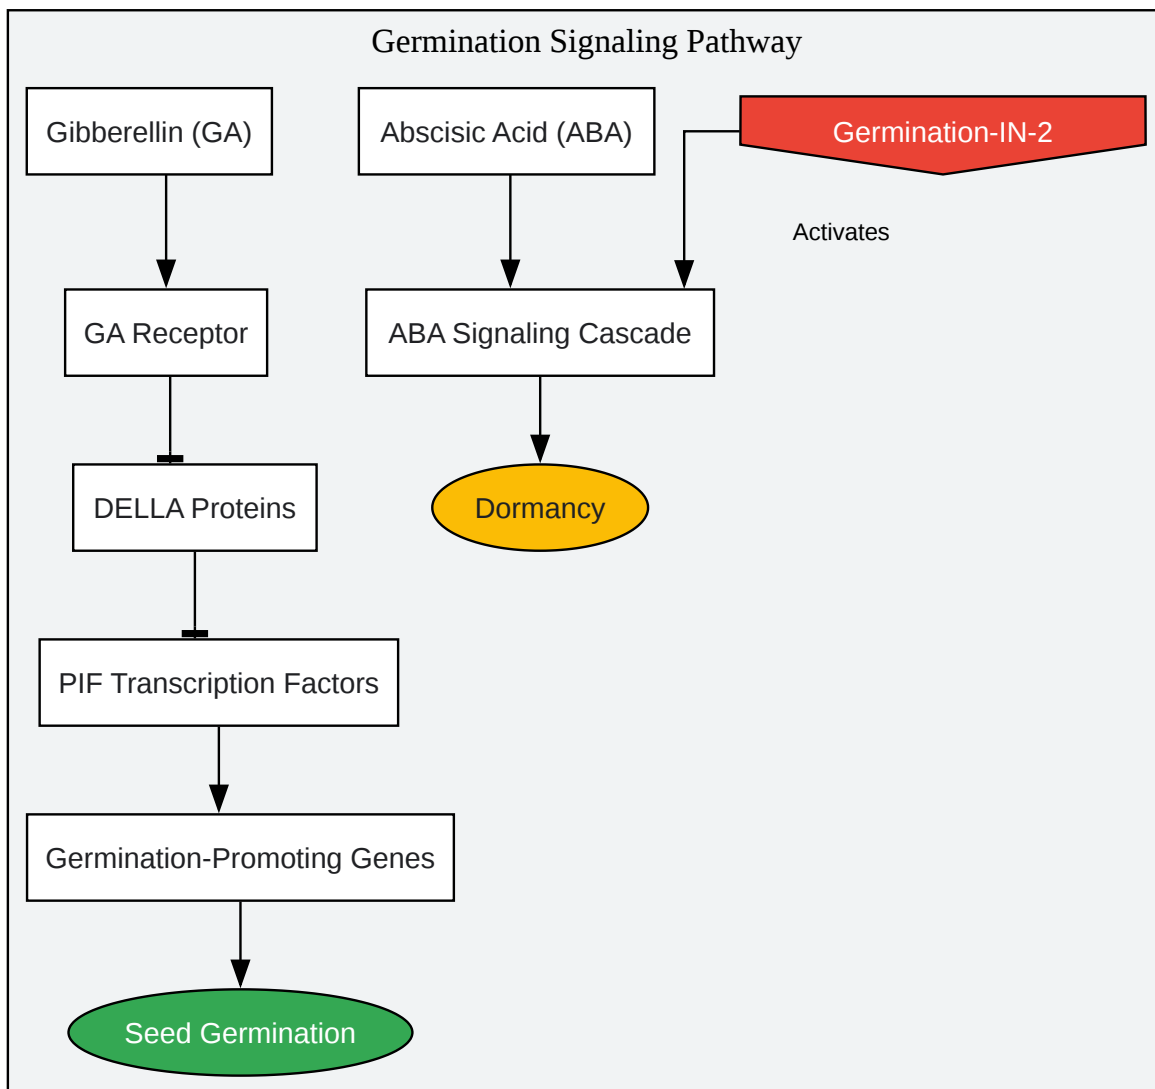 Germination Signaling Pathway
Gibberellin (GA)
Abscisic Acid (ABA)
Germination-IN-2
Activates
GA Receptor
ABA Signaling Cascade
DELLA Proteins
Dormancy
PIF Transcription Factors
Germination-Promoting Genes
Seed Germination